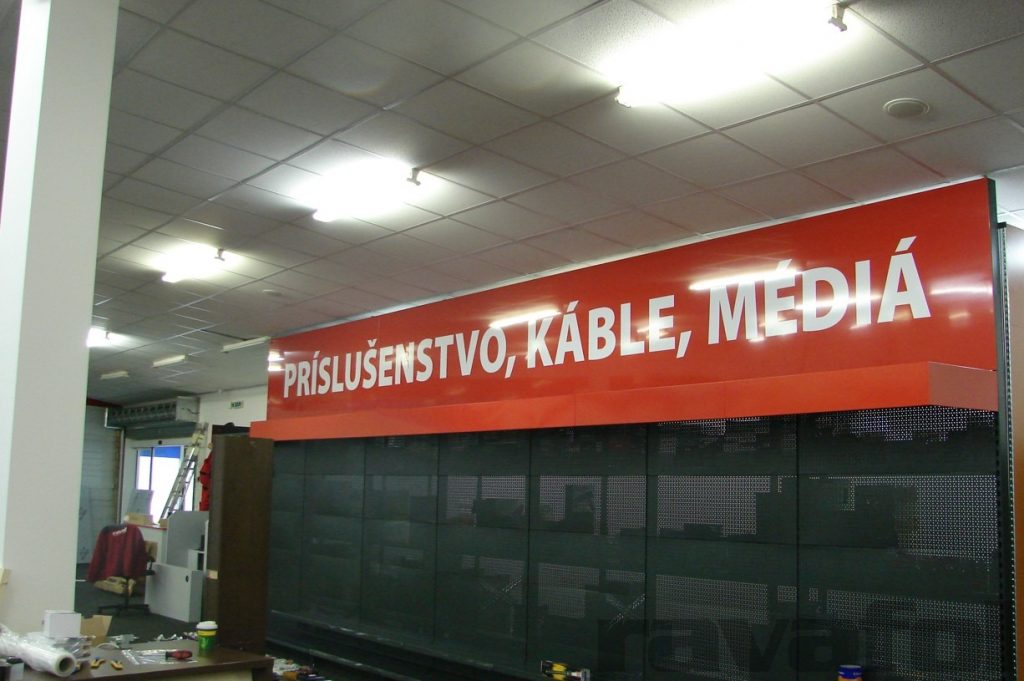 PRÍSLUŠENSTVO, KÁBLE, MÉDIÁ